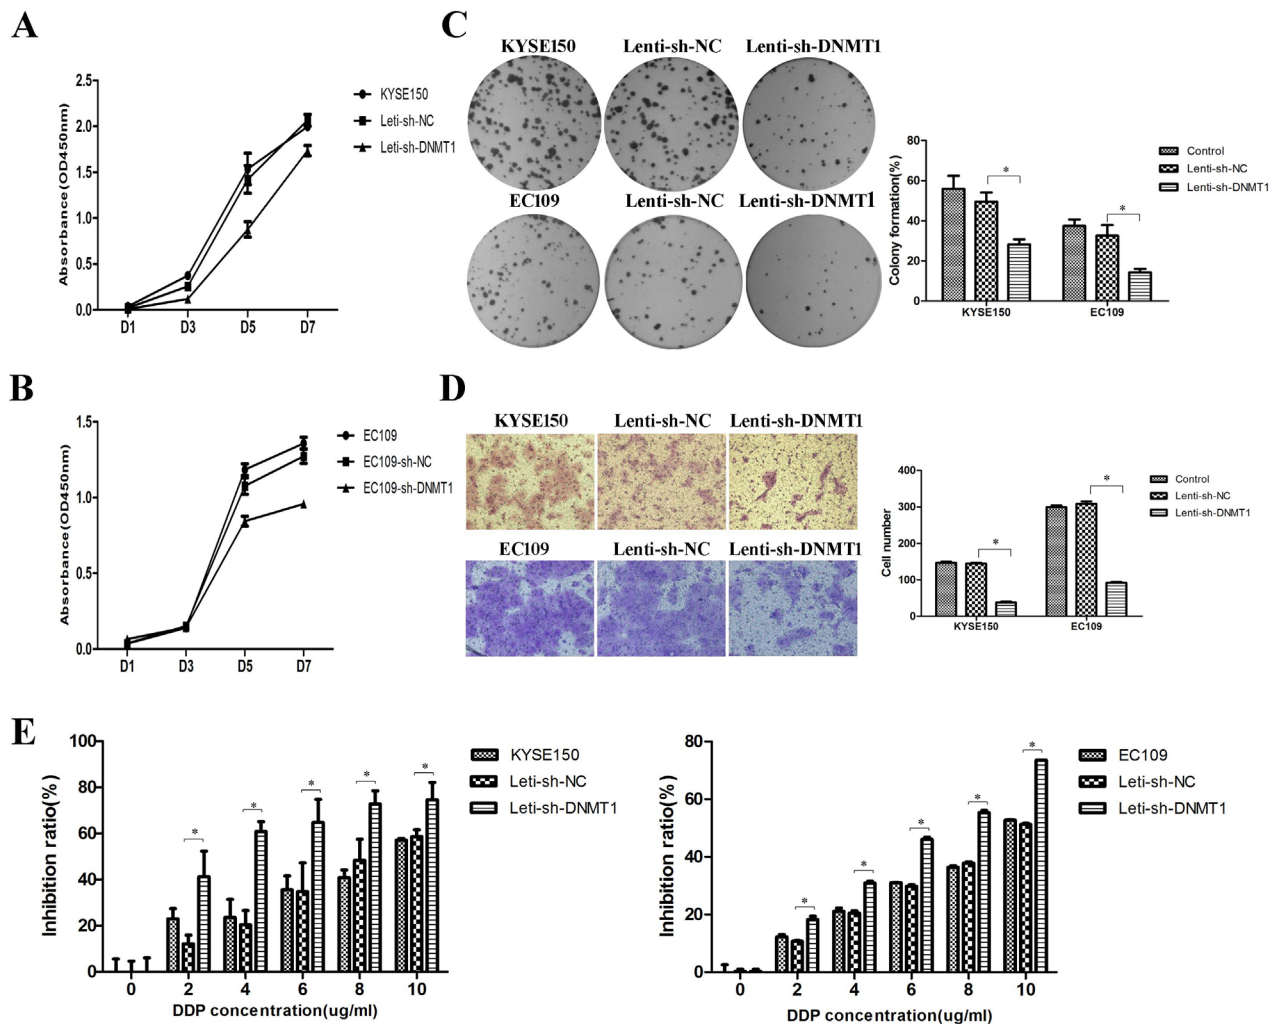 A
2.5
2.0
1.5
1.0
0.5
0.0
Absorbance(OD450nm)
D1 D3 D5 D7
KYSE150
Leti-sh-NC
Leti-sh-DNMT1
C
KYSE150 Lenti-sh-NC Lenti-sh-DNMT1
EC109 Lenti-sh-NC Lenti-sh-DNMT1
80
60
40
20
0
Colony formation(%)
* *
KYSE150 EC109
Control
Lenti-sh-NC
Lenti-sh-DNMT1
B
1.5
1.0
0.5
0.0
Absorbance(OD450nm)
D1 D3 D5 D7
EC109
EC109-sh-NC
EC109-sh-DNMT1
D
KYSE150 Lenti-sh-NC Lenti-sh-DNMT1
EC109 Lenti-sh-NC Lenti-sh-DNMT1
400
300
200
100
0
Cell number
* *
KYSE150 EC109
Control
Lenti-sh-NC
Lenti-sh-DNMT1
E
100
80
60
40
20
0
Inhibition ratio(%)
* * * * *
0 2 4 6 8 10
DDP concentration(ug/ml)
KYSE150
Leti-sh-NC
Leti-sh-DNMT1
80
60
40
20
0
Inhibition ratio(%)
* * * * *
0 2 4 6 8 10
DDP concentration(ug/ml)
EC109
Leti-sh-NC
Leti-sh-DNMT1